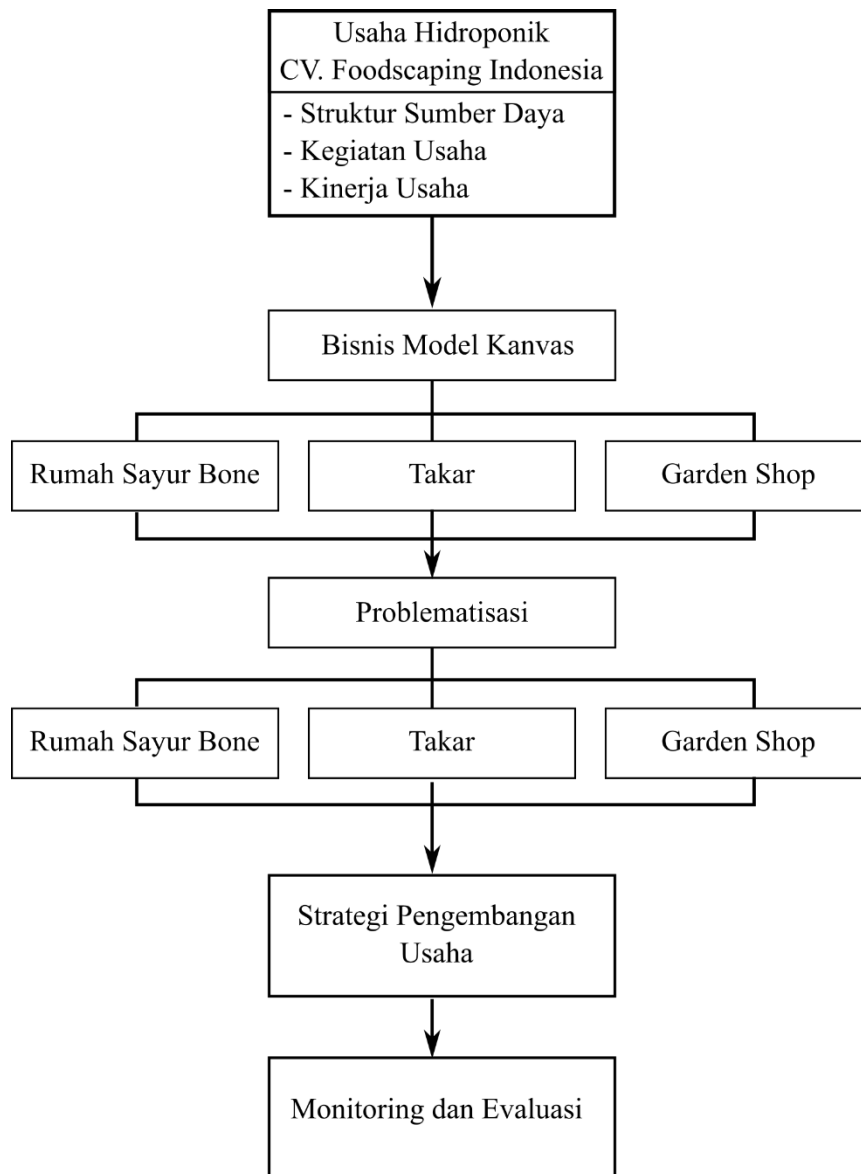 Usaha Hidroponik
CV. Foodscaping Indonesia
- Struktur Sumber Daya
- Kegiatan Usaha
- Kinerja Usaha
Bisnis Model Kanvas
Rumah Sayur Bone
Takar
Garden Shop
Problematisasi
Rumah Sayur Bone
Takar
Garden Shop
Strategi Pengembangan
Usaha
Monitoring dan Evaluasi